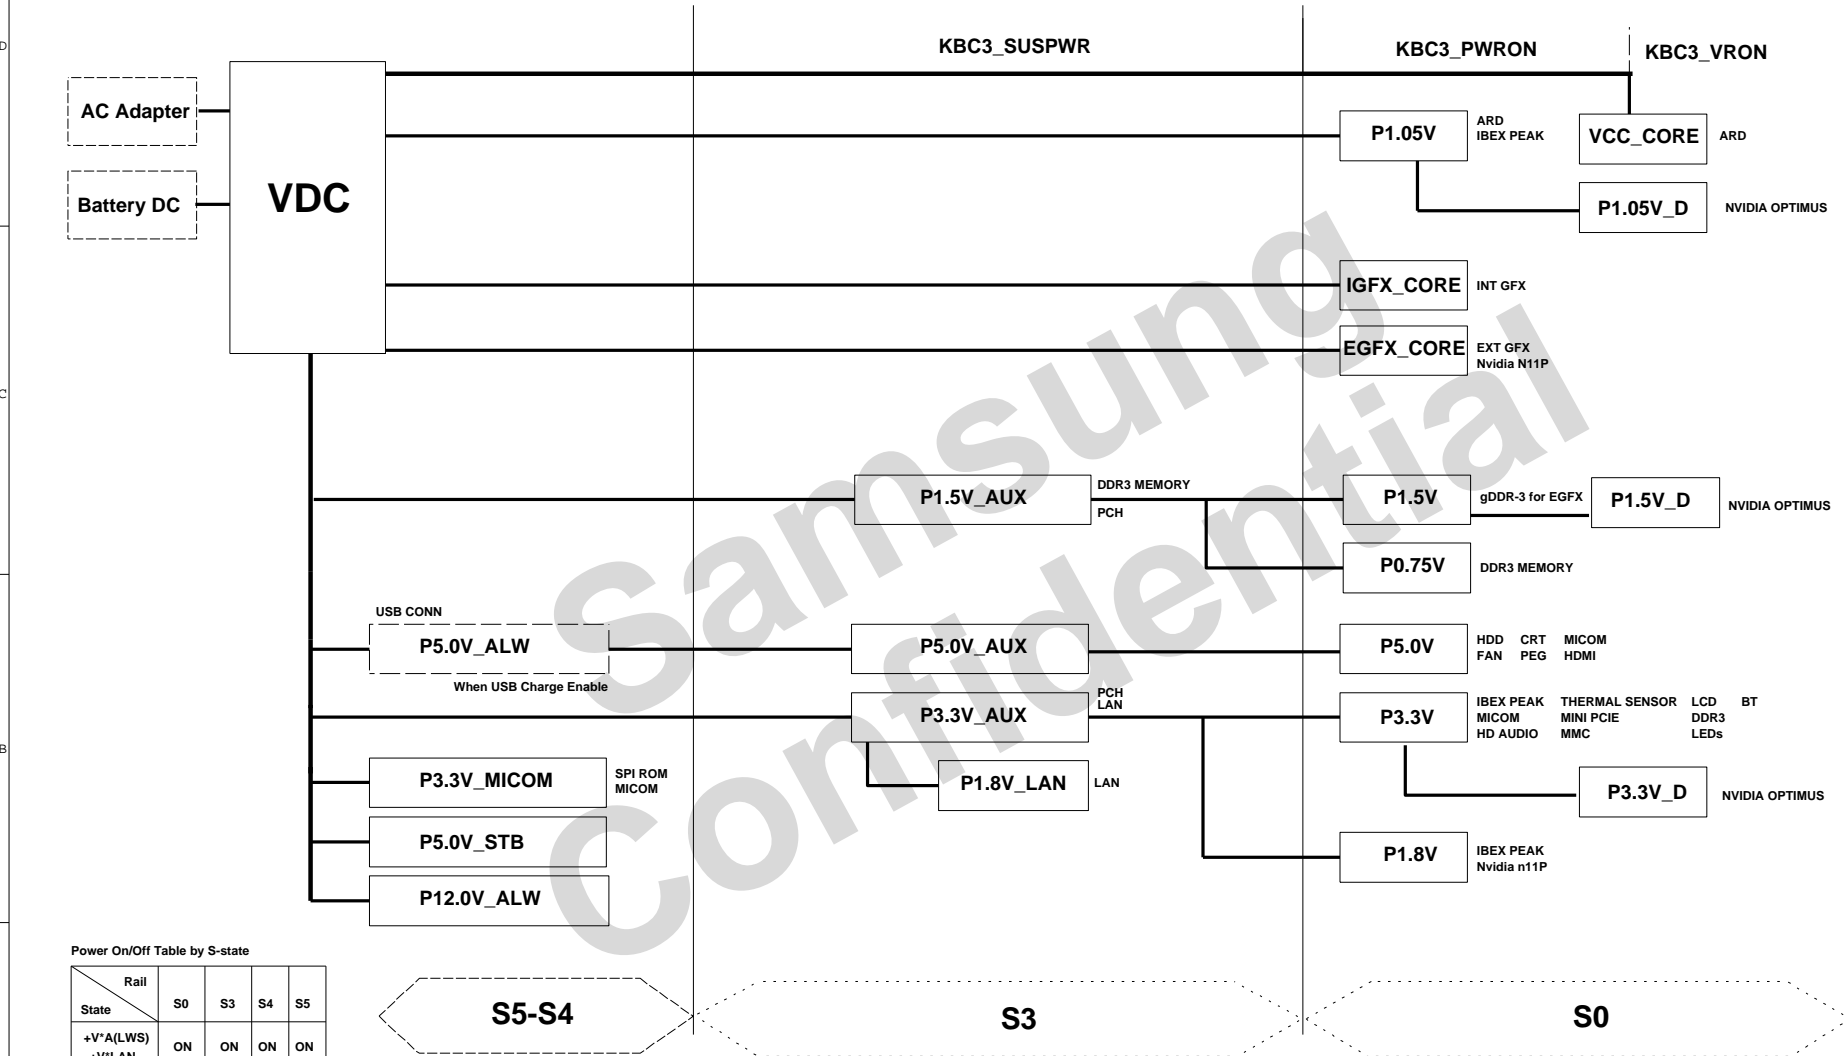 D
KBC3_SUSPWR
KBC3_PWRON
KBC3_VRON
AC Adapter
Battery DC
VDC
P1.05V
ARD
IBEX PEAK
VCC_CORE
ARD
P1.05V_D
NVIDIA OPTIMUS
IGFX_CORE
INT GFX
EGFX_CORE
EXT GFX
Nvidia N11P
C
P1.5V_AUX
DDR3 MEMORY
PCH
P1.5V
gDDR-3 for EGFX
P1.5V_D
NVIDIA OPTIMUS
P0.75V
DDR3 MEMORY
USB CONN
P5.0V_ALW
When USB Charge Enable
P5.0V_AUX
P5.0V
HDD CRT MICOM
FAN PEG HDMI
P3.3V_AUX
PCH
LAN
P3.3V
IBEX PEAK THERMAL SENSOR LCD BT
MICOM MINI PCIE DDR3
HD AUDIO MMC LEDs
B
P3.3V_MICOM
SPI ROM
MICOM
P1.8V_LAN
LAN
P3.3V_D
NVIDIA OPTIMUS
P5.0V_STB
P1.8V
IBEX PEAK
Nvidia n11P
P12.0V_ALW
Samsung
Confidential
Power On/Off Table by S-state
Rail
State
S0 S3 S4 S5
+V*A(LWS)
+V*LAN
ON ON ON ON
S5-S4
S3
S0